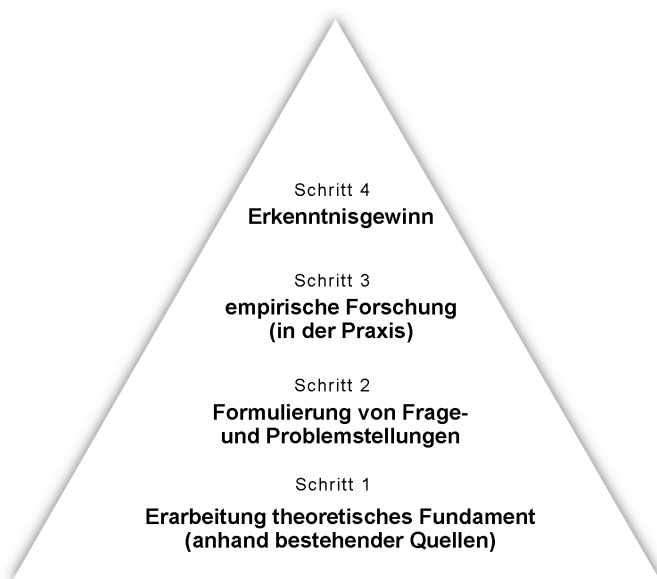 Schritt 4
Erkenntnisgewinn
Schritt 3
empirische Forschung
(in der Praxis)
Schritt 2
Formulierung von Frage-
und Problemstellungen
Schritt 1
Erarbeitung theoretisches Fundament
(anhand bestehender Quellen)